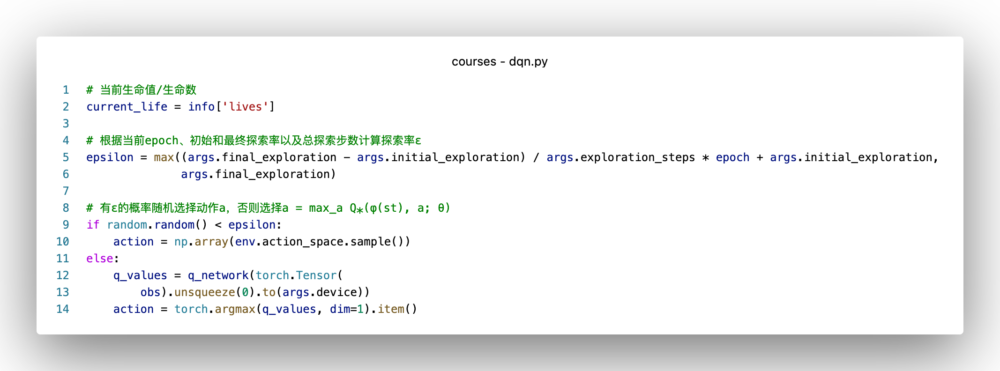 courses - dqn.py
1 # 当前生命值/生命数
2 current_life = info['lives']
3
4 # 根据当前epoch、初始和最终探索率以及总探索步数计算探索率ε
5 epsilon = max((args.final_exploration - args.initial_exploration) / args.exploration_steps * epoch + args.initial_exploration,
6               args.final_exploration)
7
8 # 有ε的概率随机选择动作a，否则选择a = max_a Q∗(φ(st), a; θ)
9 if random.random() < epsilon:
10     action = np.array(env.action_space.sample())
11 else:
12     q_values = q_network(torch.Tensor(
13         obs).unsqueeze(0).to(args.device))
14     action = torch.argmax(q_values, dim=1).item()